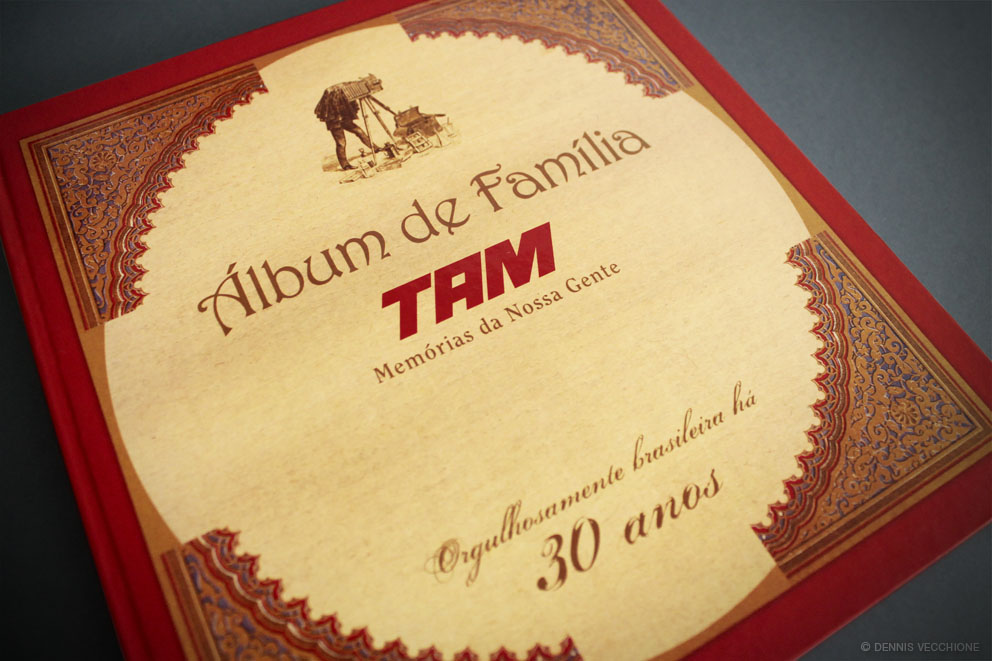 Álbum de Família
TAM
Memórias da Nossa Gente
Orgulhosamente brasileira há
30 anos
© DENNIS VECCHIONE